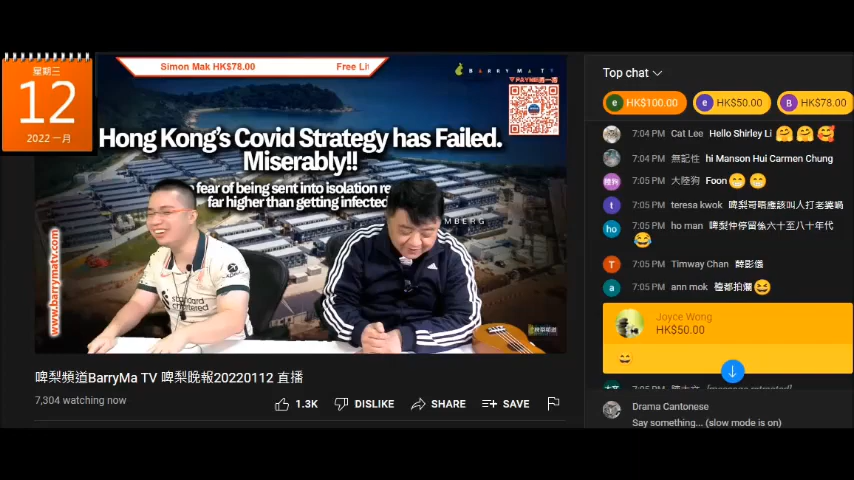 星期三
12
2022 一月
Simon Mak HK$78.00
Free Li
BARRYMA TV
PAYME
Hong Kong's Covid Strategy has Failed.
Miserably!!
fear of being sent into isolation re
far higher than getting infected
MBERG
www.barrymatv.com
standard
chartered
啤梨頻道BarryMa TV 啤梨晚報20220112 直播
7,304 watching now
1.3K
DISLIKE
SHARE
SAVE
Top chat
e HK$100.00
e HK$50.00
B HK$78.00
7:04 PM Cat Lee Hello Shirley Li
7:04 PM 無記性 hi Manson Hui Carmen Chung
7:05 PM 大陸狗 Foon
t 7:05 PM teresa kwok 啤梨哥唔應該叫人打老婆喎
ho 7:05 PM ho man 啤梨仲停留係六十至八十年代
T 7:05 PM Timway Chan 薛影儀
a 7:05 PM ann mok 檯都拍爛
Joyce Wong
HK$50.00
[message retracted]
Drama Cantonese
Say something... (slow mode is on)